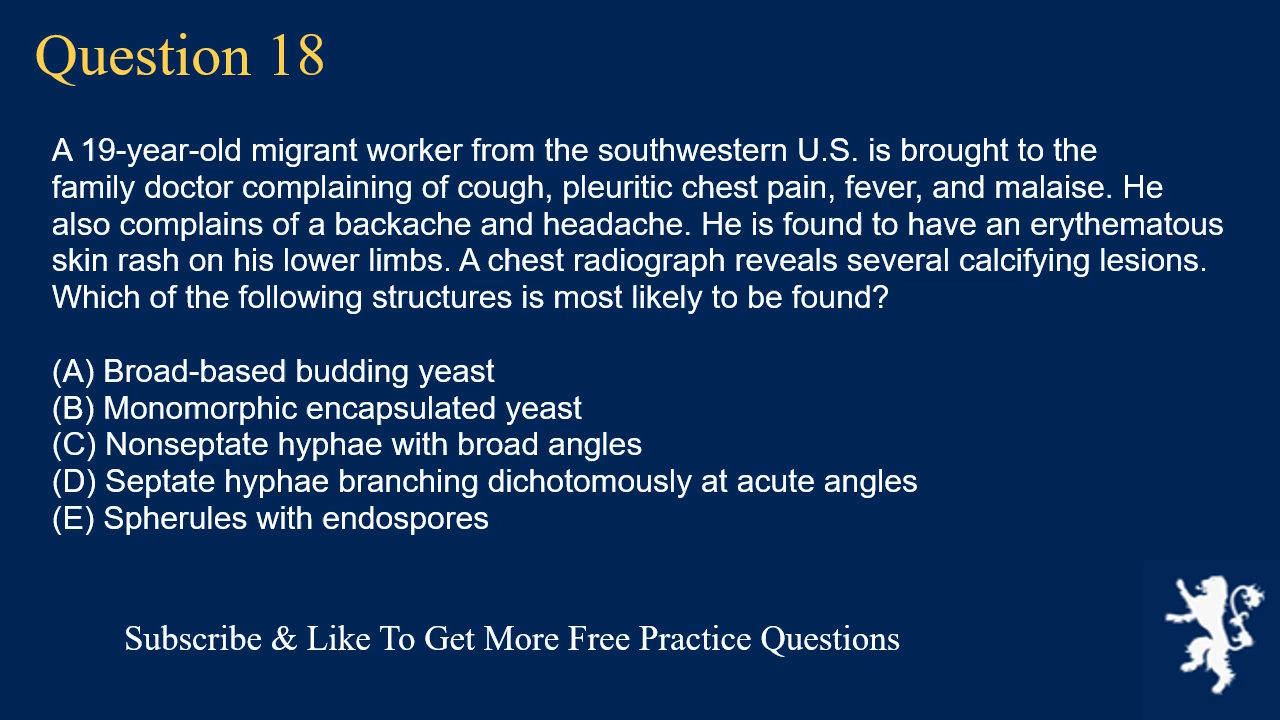 Question 18
A 19-year-old migrant worker from the southwestern U.S. is brought to the
family doctor complaining of cough, pleuritic chest pain, fever, and malaise. He
also complains of a backache and headache. He is found to have an erythematous
skin rash on his lower limbs. A chest radiograph reveals several calcifying lesions.
Which of the following structures is most likely to be found?
(A) Broad-based budding yeast
(B) Monomorphic encapsulated yeast
(C) Nonseptate hyphae with broad angles
(D) Septate hyphae branching dichotomously at acute angles
(E) Spherules with endospores
Subscribe & Like To Get More Free Practice Questions